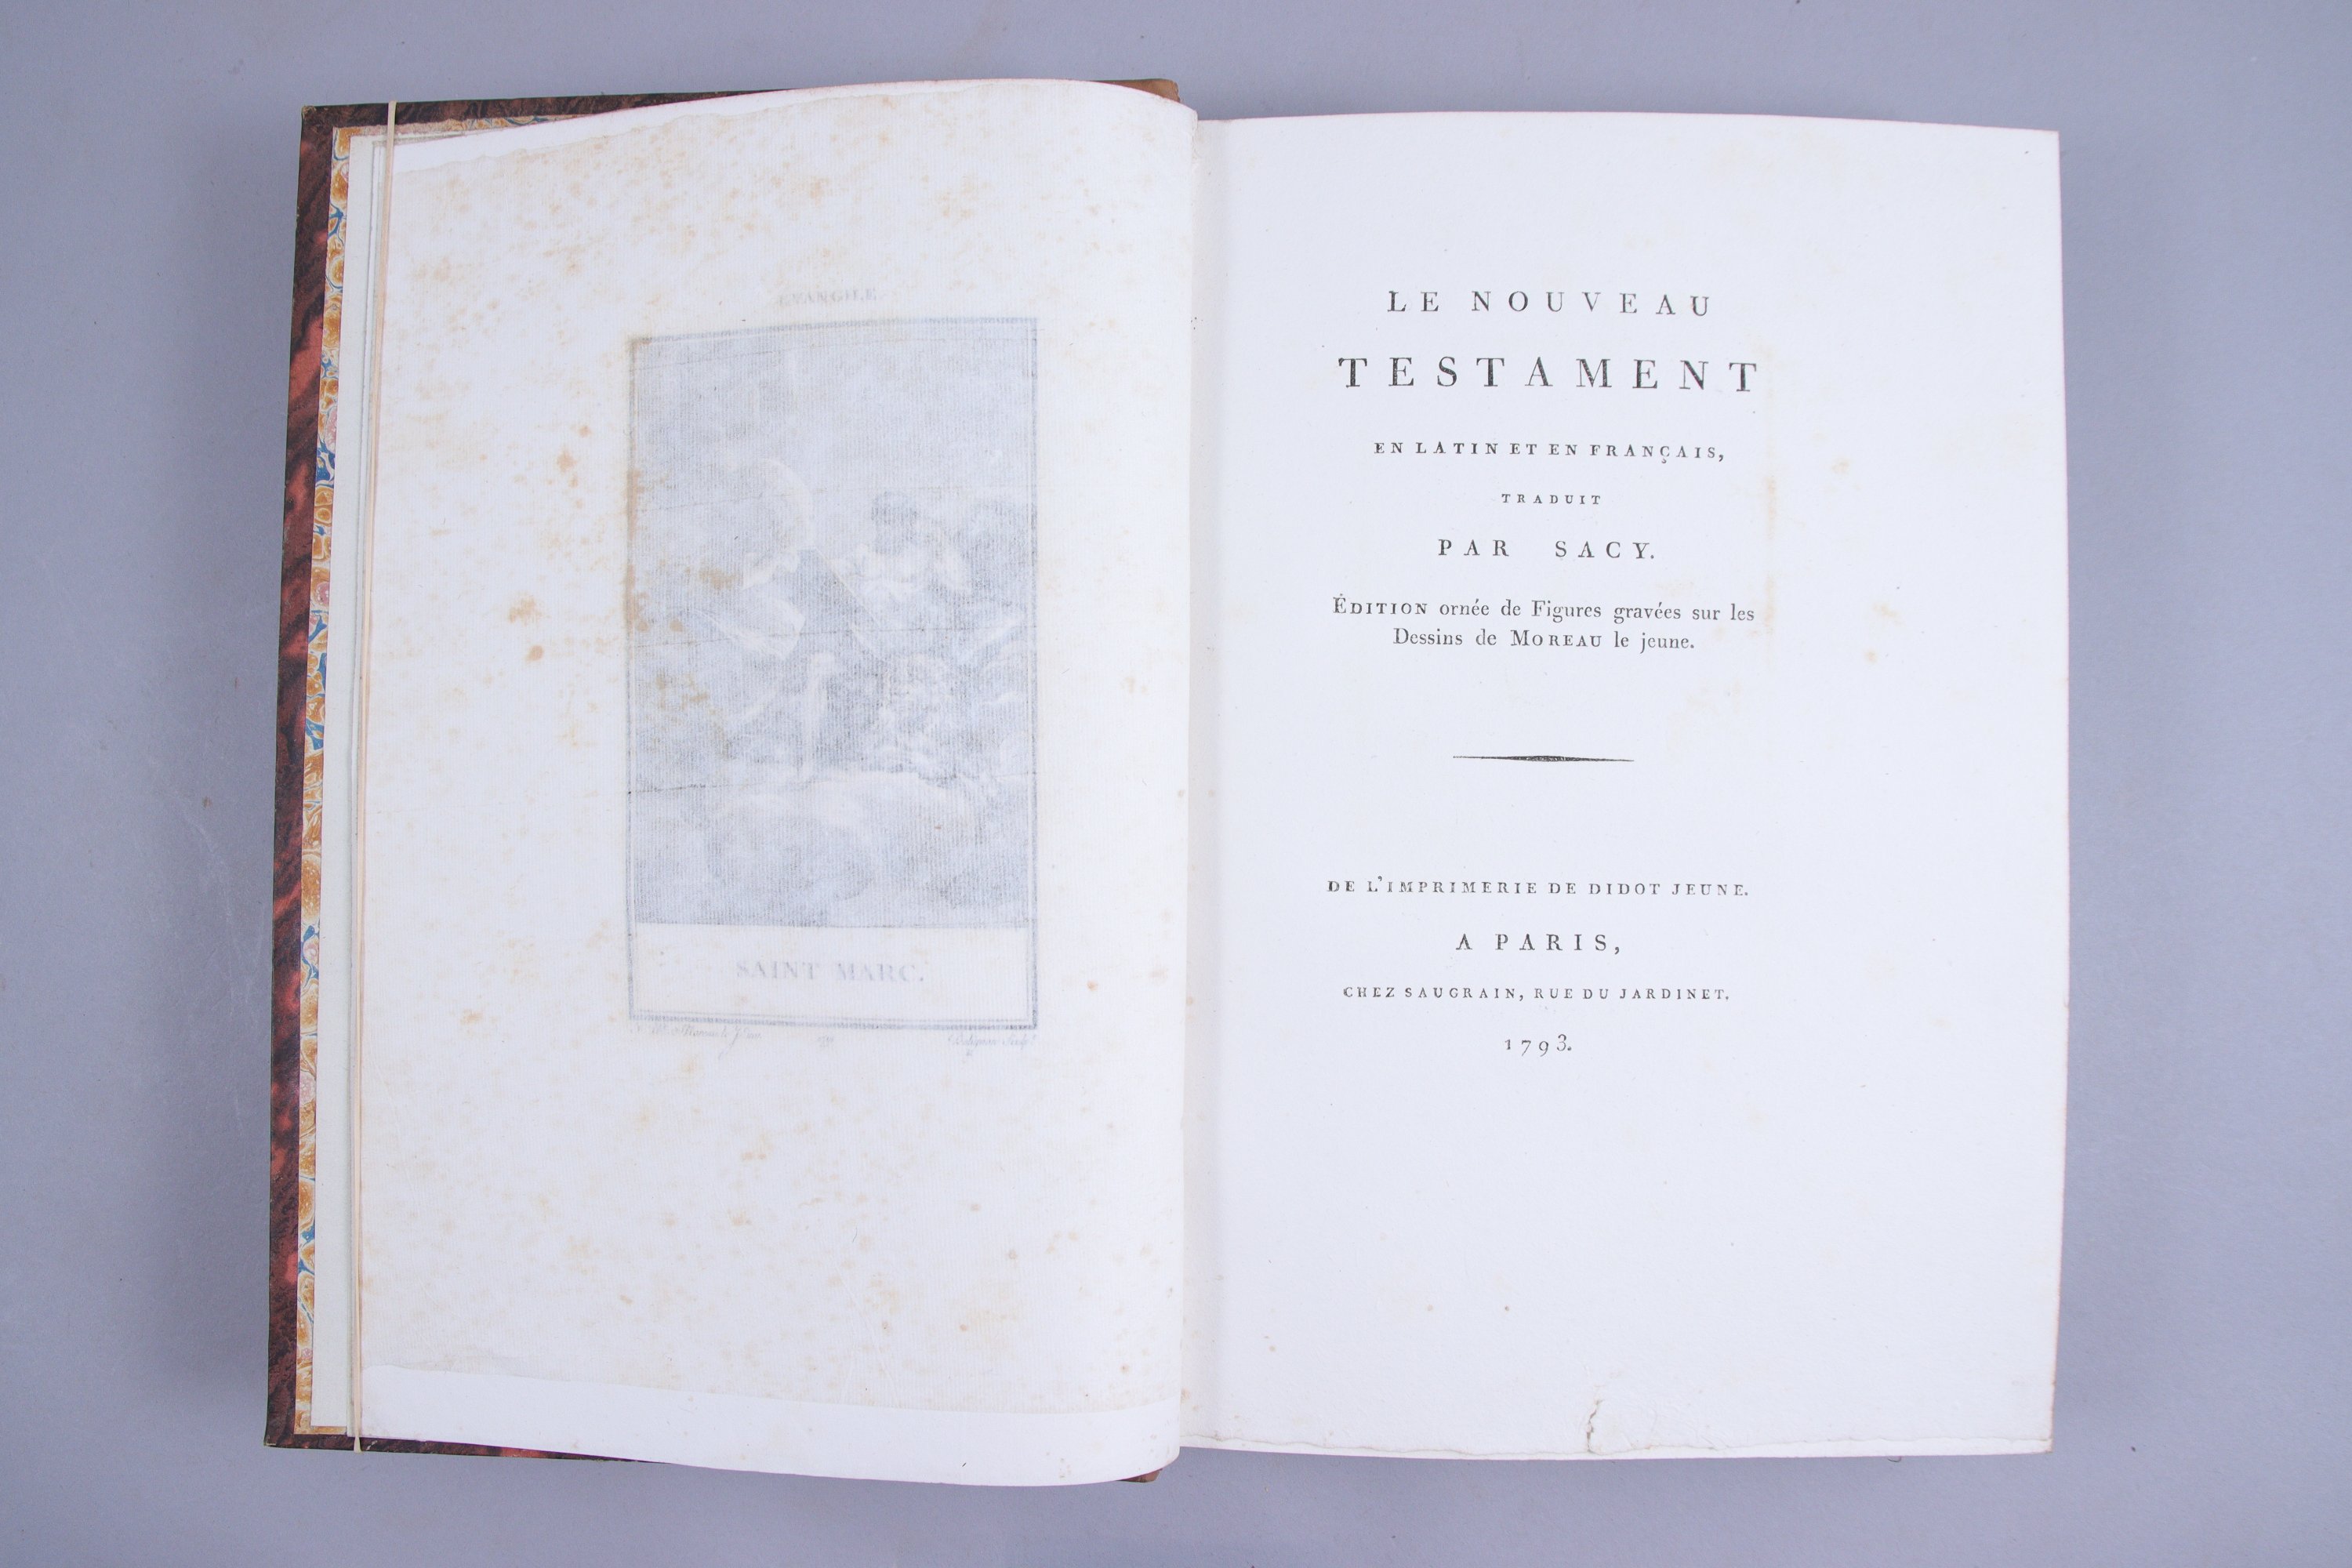 ÉVANGILE
SAINT MARC.
LE NOUVEAU
TESTAMENT
EN LATIN ET EN FRANÇAIS,
TRADUIT
PAR SACY.
ÉDITION ornée de Figures gravées sur les
Dessins de MOREAU le jeune.
DE L'IMPRIMERIE DE DIDOT JEUNE.
A PARIS,
CHEZ SAUGRAIN, RUE DU JARDINET.
1793.